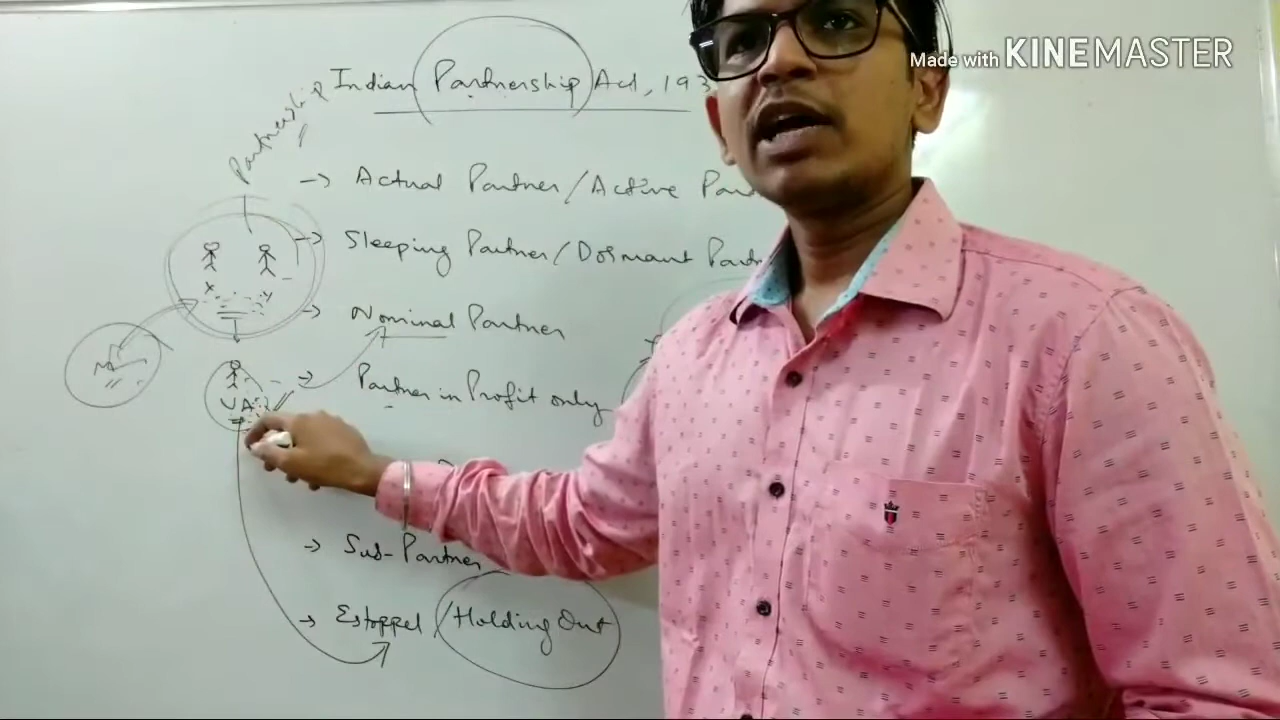 Made with KINEMASTER
Partnership
Indian Partnership Act, 193
→ Actual Partner/Active Par
→ Sleeping Partner/Dormant Partn
→ Nominal Partner
→ Partner in Profit only
→ Sub-Partner
→ Estoppel/Holding Out